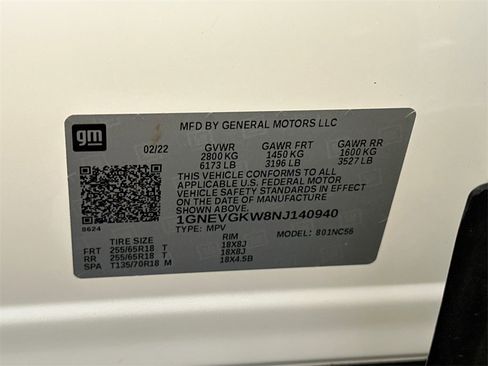 gm
MFD BY GENERAL MOTORS LLC
02/22 GVWR GAWR FRT GAWR RR
2800 KG 1450 KG 1600 KG
6173 LB 3196 LB 3527 LB
THIS VEHICLE CONFORMS TO ALL
APPLICABLE U.S. FEDERAL MOTOR
VEHICLE SAFETY STANDARDS IN EFFECT ON
THE DATE OF MANUFACTURE SHOWN ABOVE.
1GNEVGKW8NJ140940
8624 TYPE: MPV MODEL: 801NC56
TIRE SIZE RIM
FRT 255/65R18 T 18X8J
RR 255/65R18 T 18X8J
SPA T135/70R18 M 18X4.5B